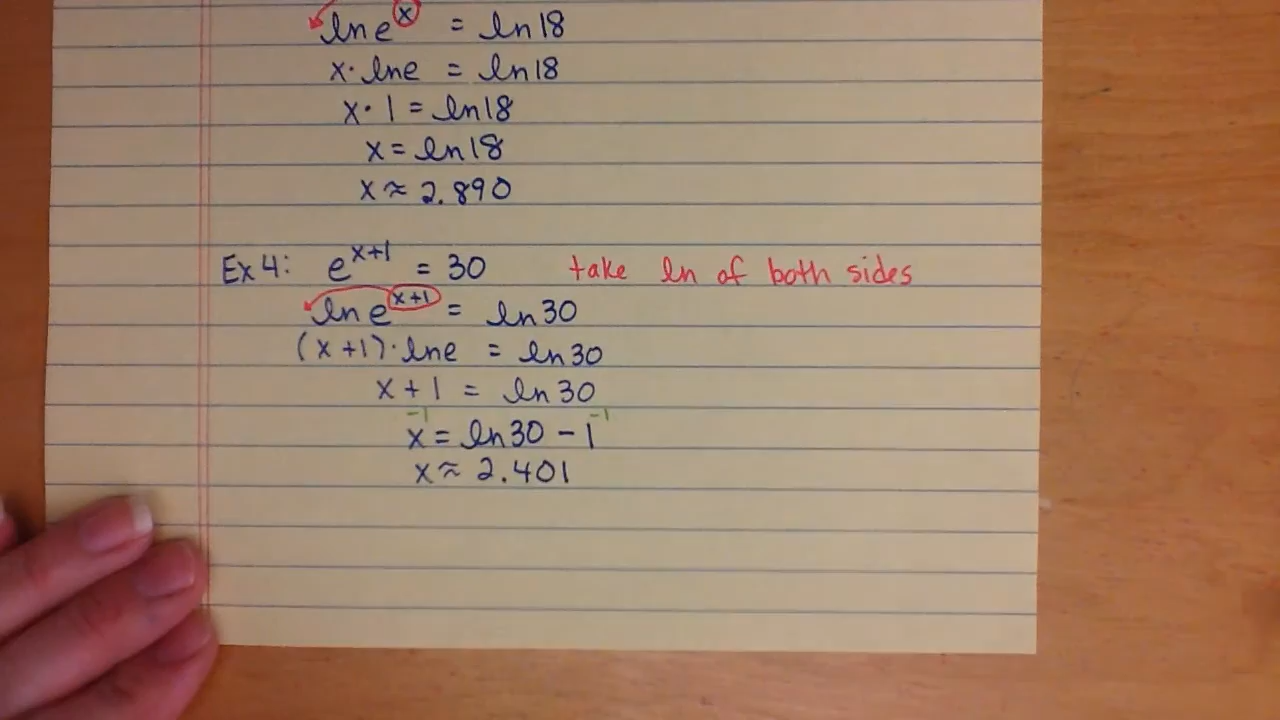 ln e^x = ln 18
x · ln e = ln 18
x · 1 = ln 18
x = ln 18
x ≈ 2.890
Ex 4: e^(x+1) = 30 take ln of both sides
ln e^(x+1) = ln 30
(x + 1) · ln e = ln 30
x + 1 = ln 30
-1 -1
x = ln 30 - 1
x ≈ 2.401